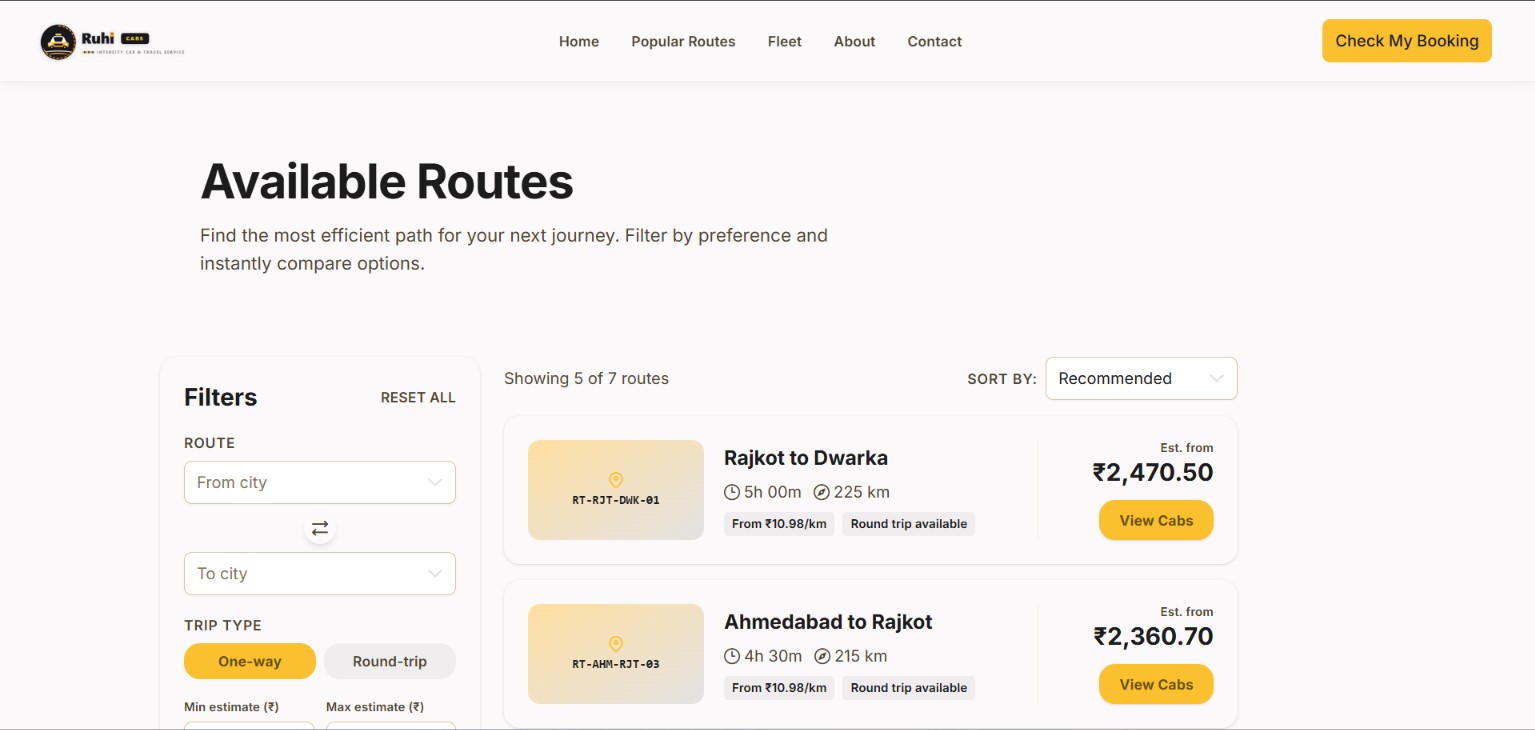 Ruhi CABS
INTERCITY CAB & TRAVEL SERVICE
Home
Popular Routes
Fleet
About
Contact
Check My Booking
Available Routes
Find the most efficient path for your next journey. Filter by preference and
instantly compare options.
Filters
RESET ALL
ROUTE
From city
To city
TRIP TYPE
One-way
Round-trip
Min estimate (₹)
Max estimate (₹)
Showing 5 of 7 routes
SORT BY:
Recommended
RT-RJT-DWK-01
Rajkot to Dwarka
5h 00m
225 km
From ₹10.98/km
Round trip available
Est. from
₹2,470.50
View Cabs
RT-AHM-RJT-03
Ahmedabad to Rajkot
4h 30m
215 km
From ₹10.98/km
Round trip available
Est. from
₹2,360.70
View Cabs